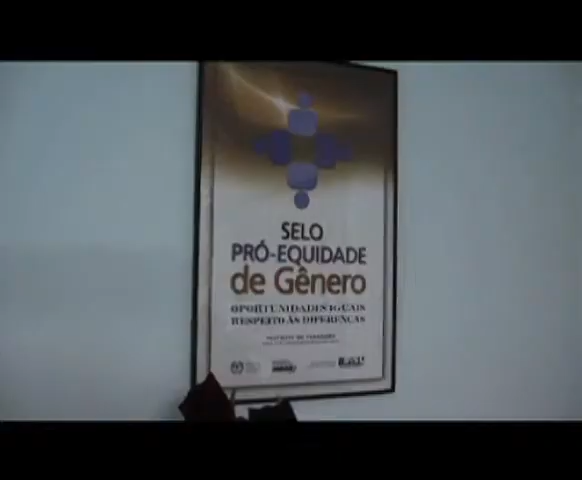 SELO
PRÓ-EQUIDADE
de Gênero
OPORTUNIDADES IGUAIS
RESPEITO ÀS DIFERENÇAS